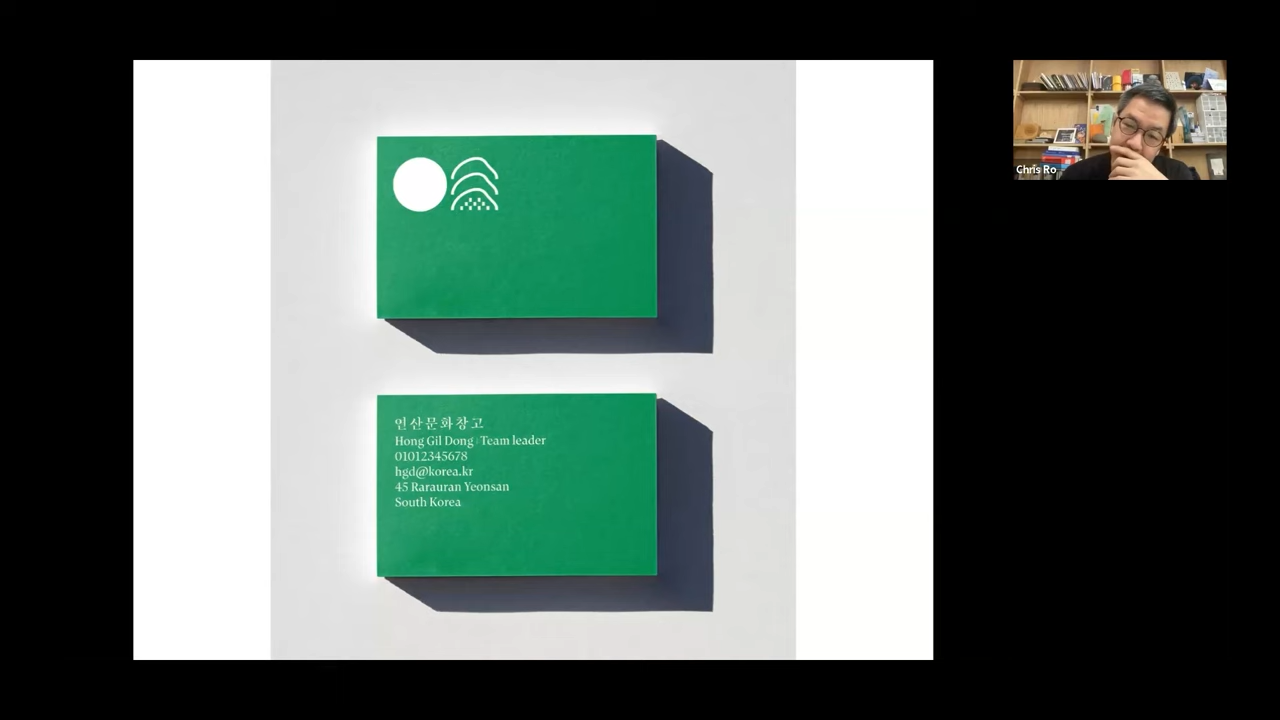 연산문화창고
Hong Gil Dong Team leader
01012345678
hgd@korea.kr
45 Rarauran Yeonsan
South Korea
Chris Ro